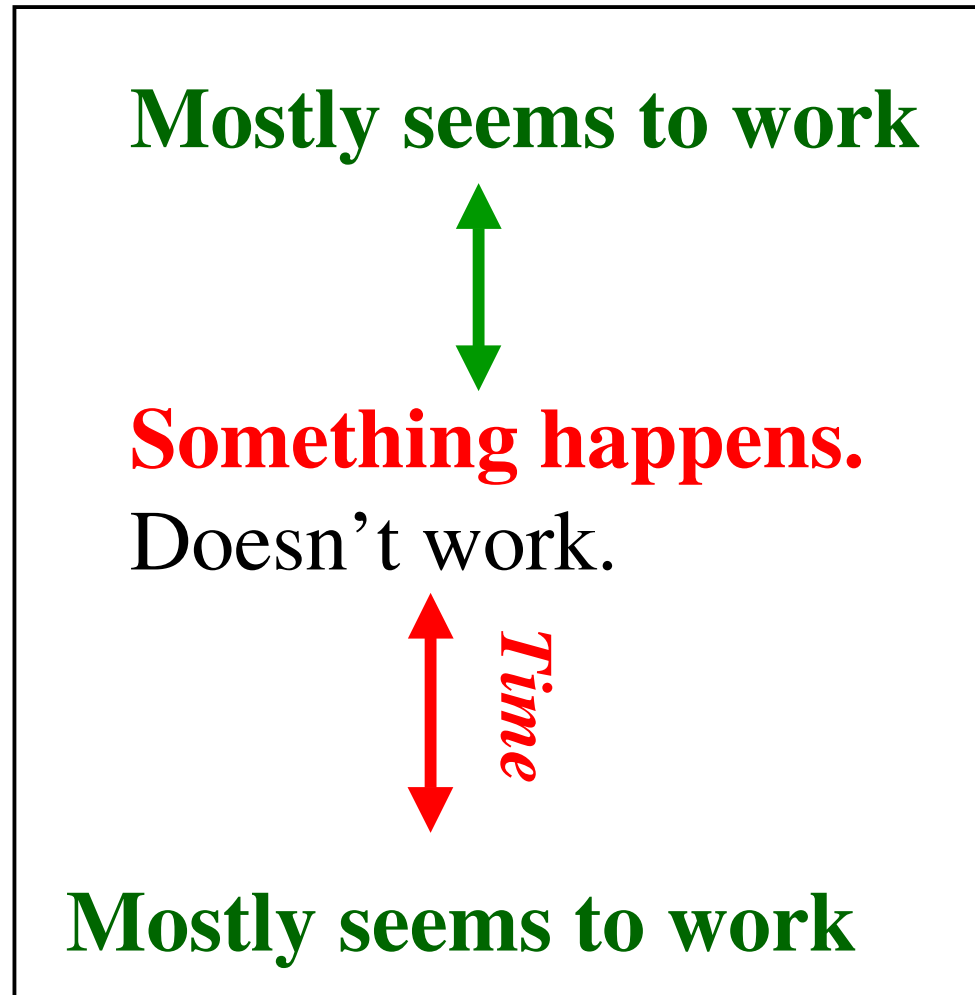 Mostly seems to work
Something happens.
Doesn’t work.
Time
Mostly seems to work